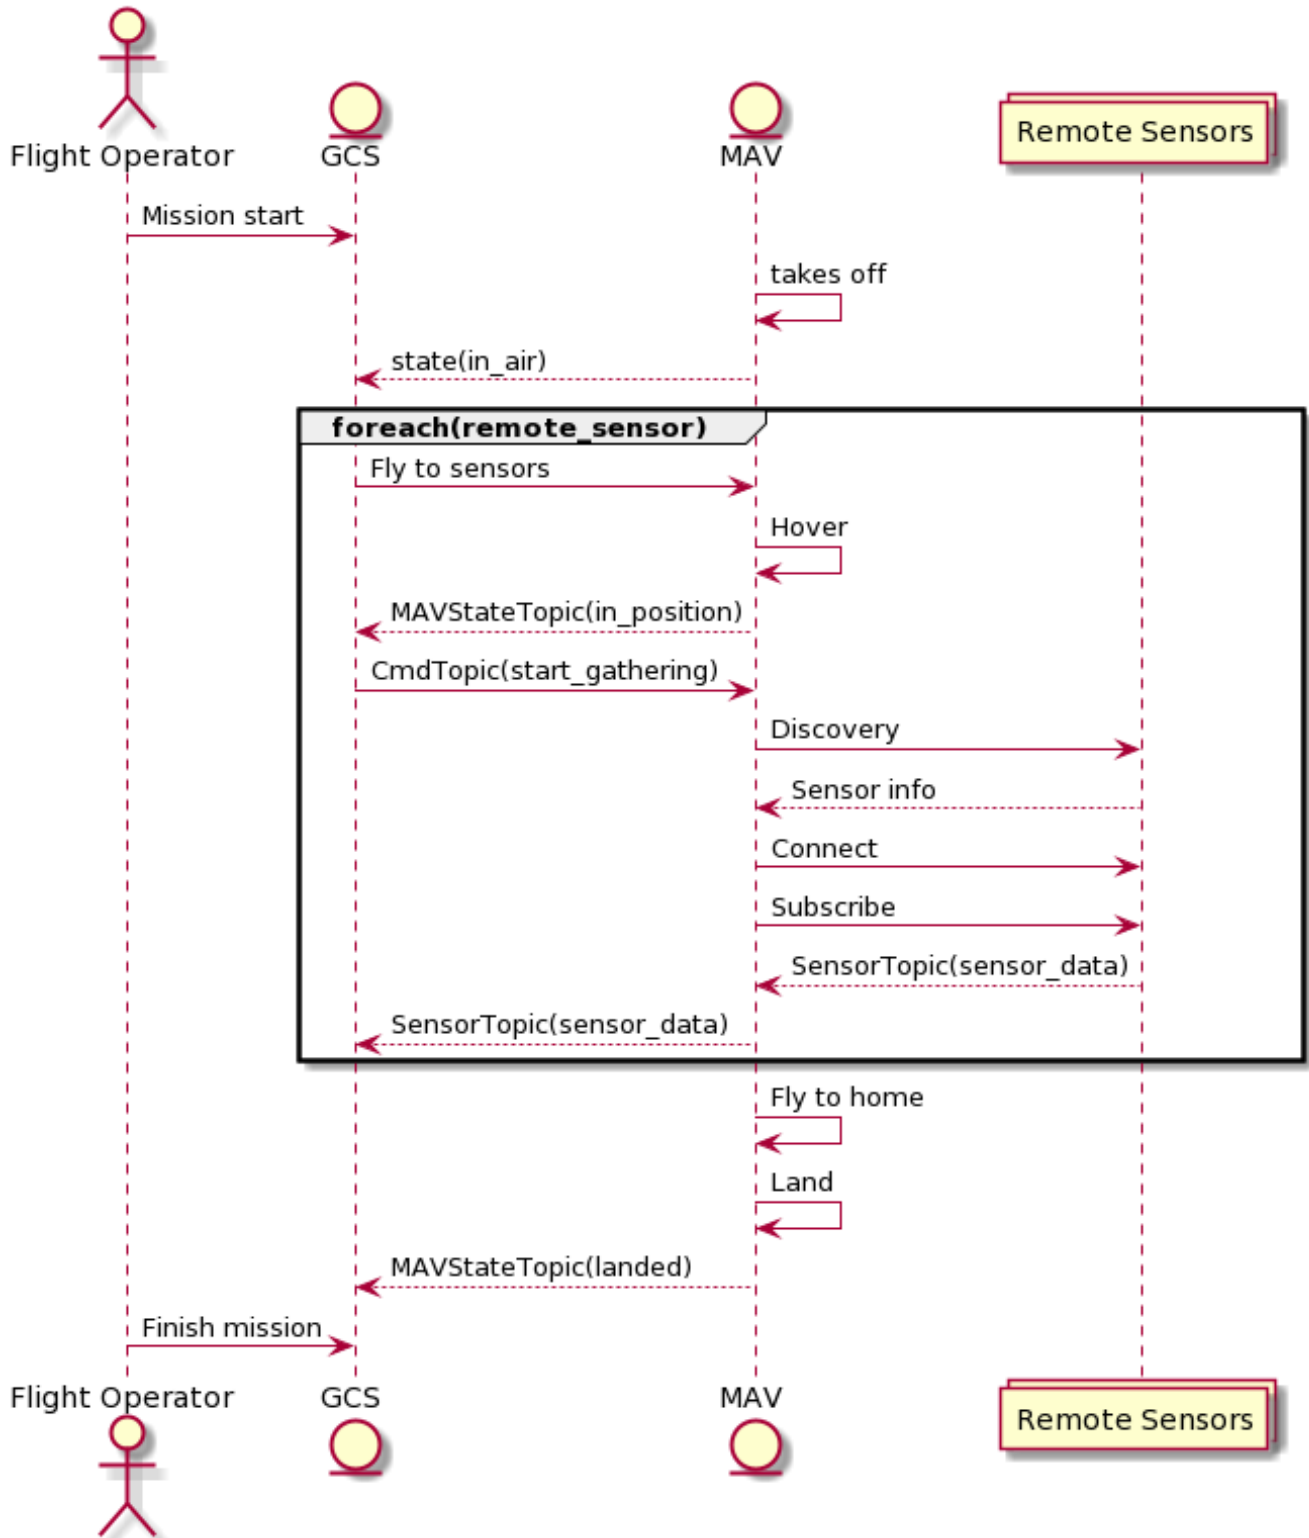 Flight Operator
GCS
MAV
Remote Sensors
Mission start
takes off
state(in_air)
foreach(remote_sensor)
Fly to sensors
Hover
MAVStateTopic(in_position)
CmdTopic(start_gathering)
Discovery
Sensor info
Connect
Subscribe
SensorTopic(sensor_data)
SensorTopic(sensor_data)
Fly to home
Land
MAVStateTopic(landed)
Finish mission
Flight Operator
GCS
MAV
Remote Sensors